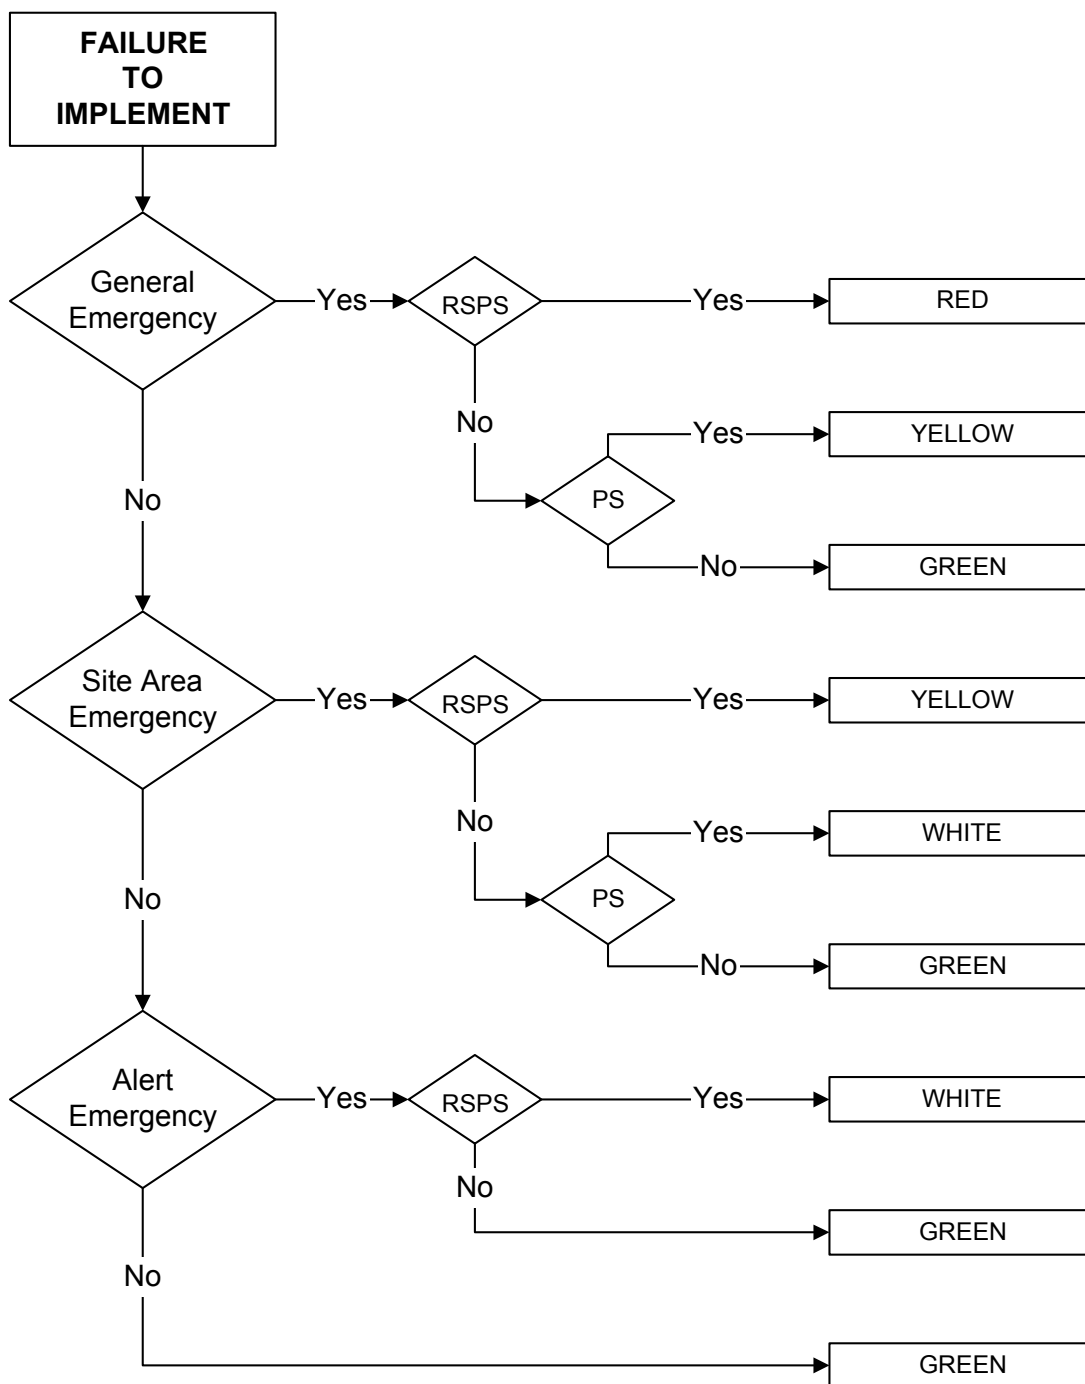 FAILURE
TO
IMPLEMENT
General
Emergency
Yes
RSPS
Yes
RED
No
Yes
YELLOW
PS
No
No
GREEN
Site Area
Emergency
Yes
RSPS
Yes
YELLOW
No
Yes
WHITE
PS
No
No
GREEN
Alert
Emergency
Yes
RSPS
Yes
WHITE
No
GREEN
No
GREEN